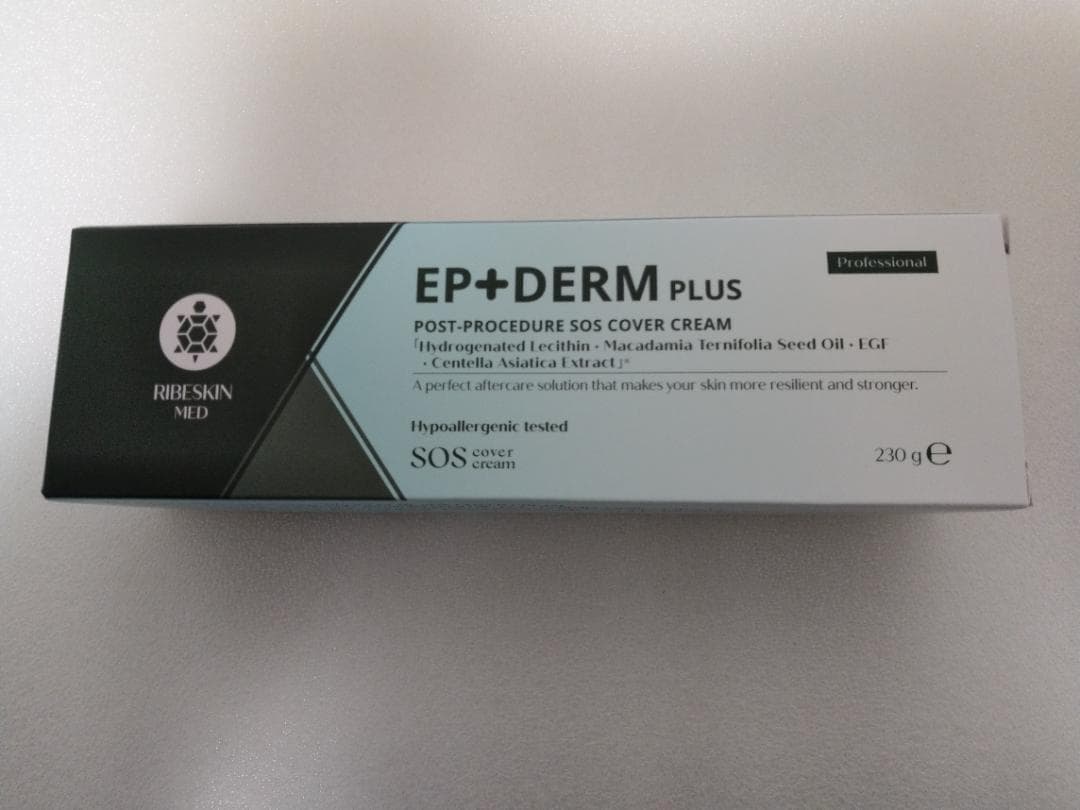 RIBESKIN
MED
Professional
EP+DERM PLUS
POST-PROCEDURE SOS COVER CREAM
「Hydrogenated Lecithin · Macadamia Ternifolia Seed Oil · EGF
· Centella Asiatica Extract」*
A perfect aftercare solution that makes your skin more resilient and stronger.
Hypoallergenic tested
SOS cover
cream
230 g ℮